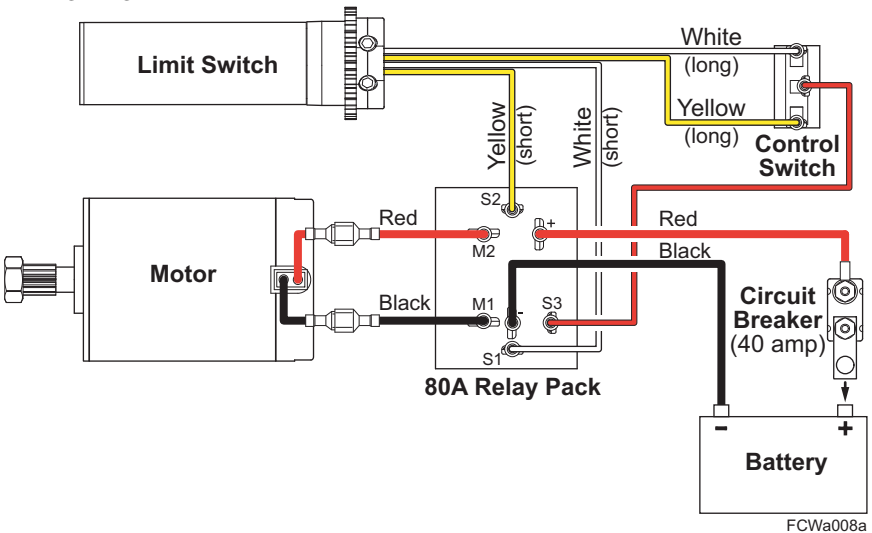 Limit Switch
White
(long)
Yellow
(long)
Control
Switch
Yellow
(short)
White
(short)
Motor
Red
Black
S2
+
M2
M1
-
S3
S1
80A Relay Pack
Red
Black
Circuit
Breaker
(40 amp)
- +
Battery
FCWa008a